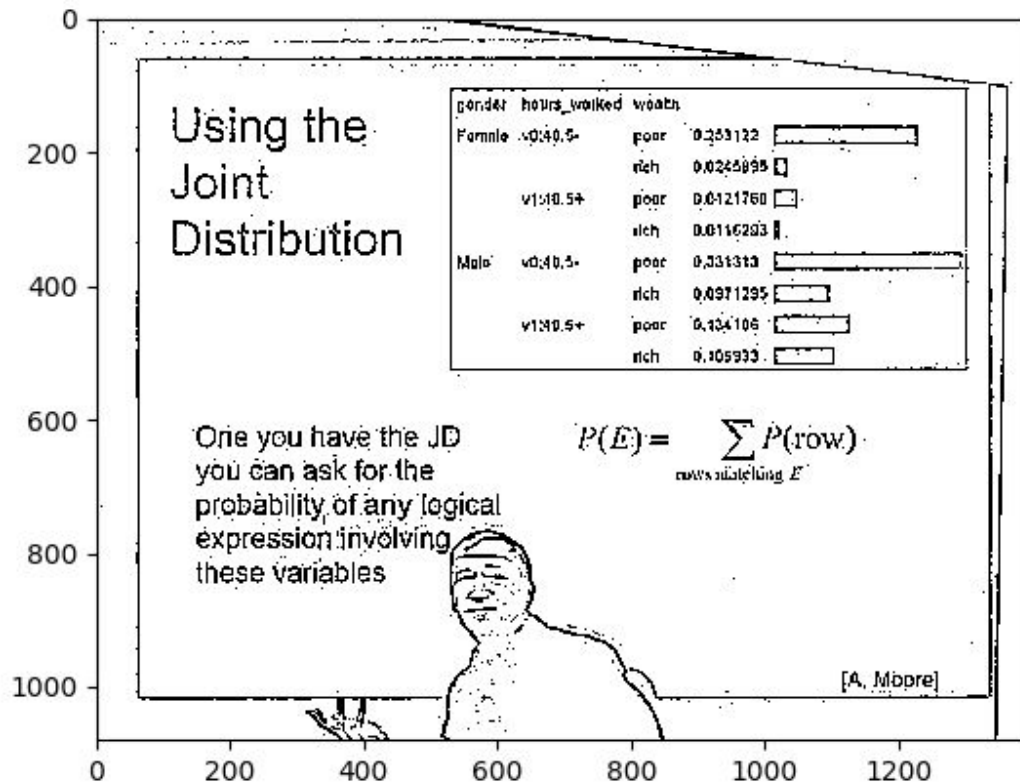 0
200
400
600
800
1000
0 200 400 600 800 1000 1200
Using the
Joint
Distribution
gender hours_worked wealth
Female v0:40.5- poor 0.253122
rich 0.0245895
v1:40.5+ poor 0.0421768
rich 0.0116293
Male v0:40.5- poor 0.331313
rich 0.0971295
v1:40.5+ poor 0.134106
rich 0.105933
One you have the JD
you can ask for the
probability of any logical
expression involving
these variables
P(E) = ∑ P(row)
rows matching E
[A. Moore]